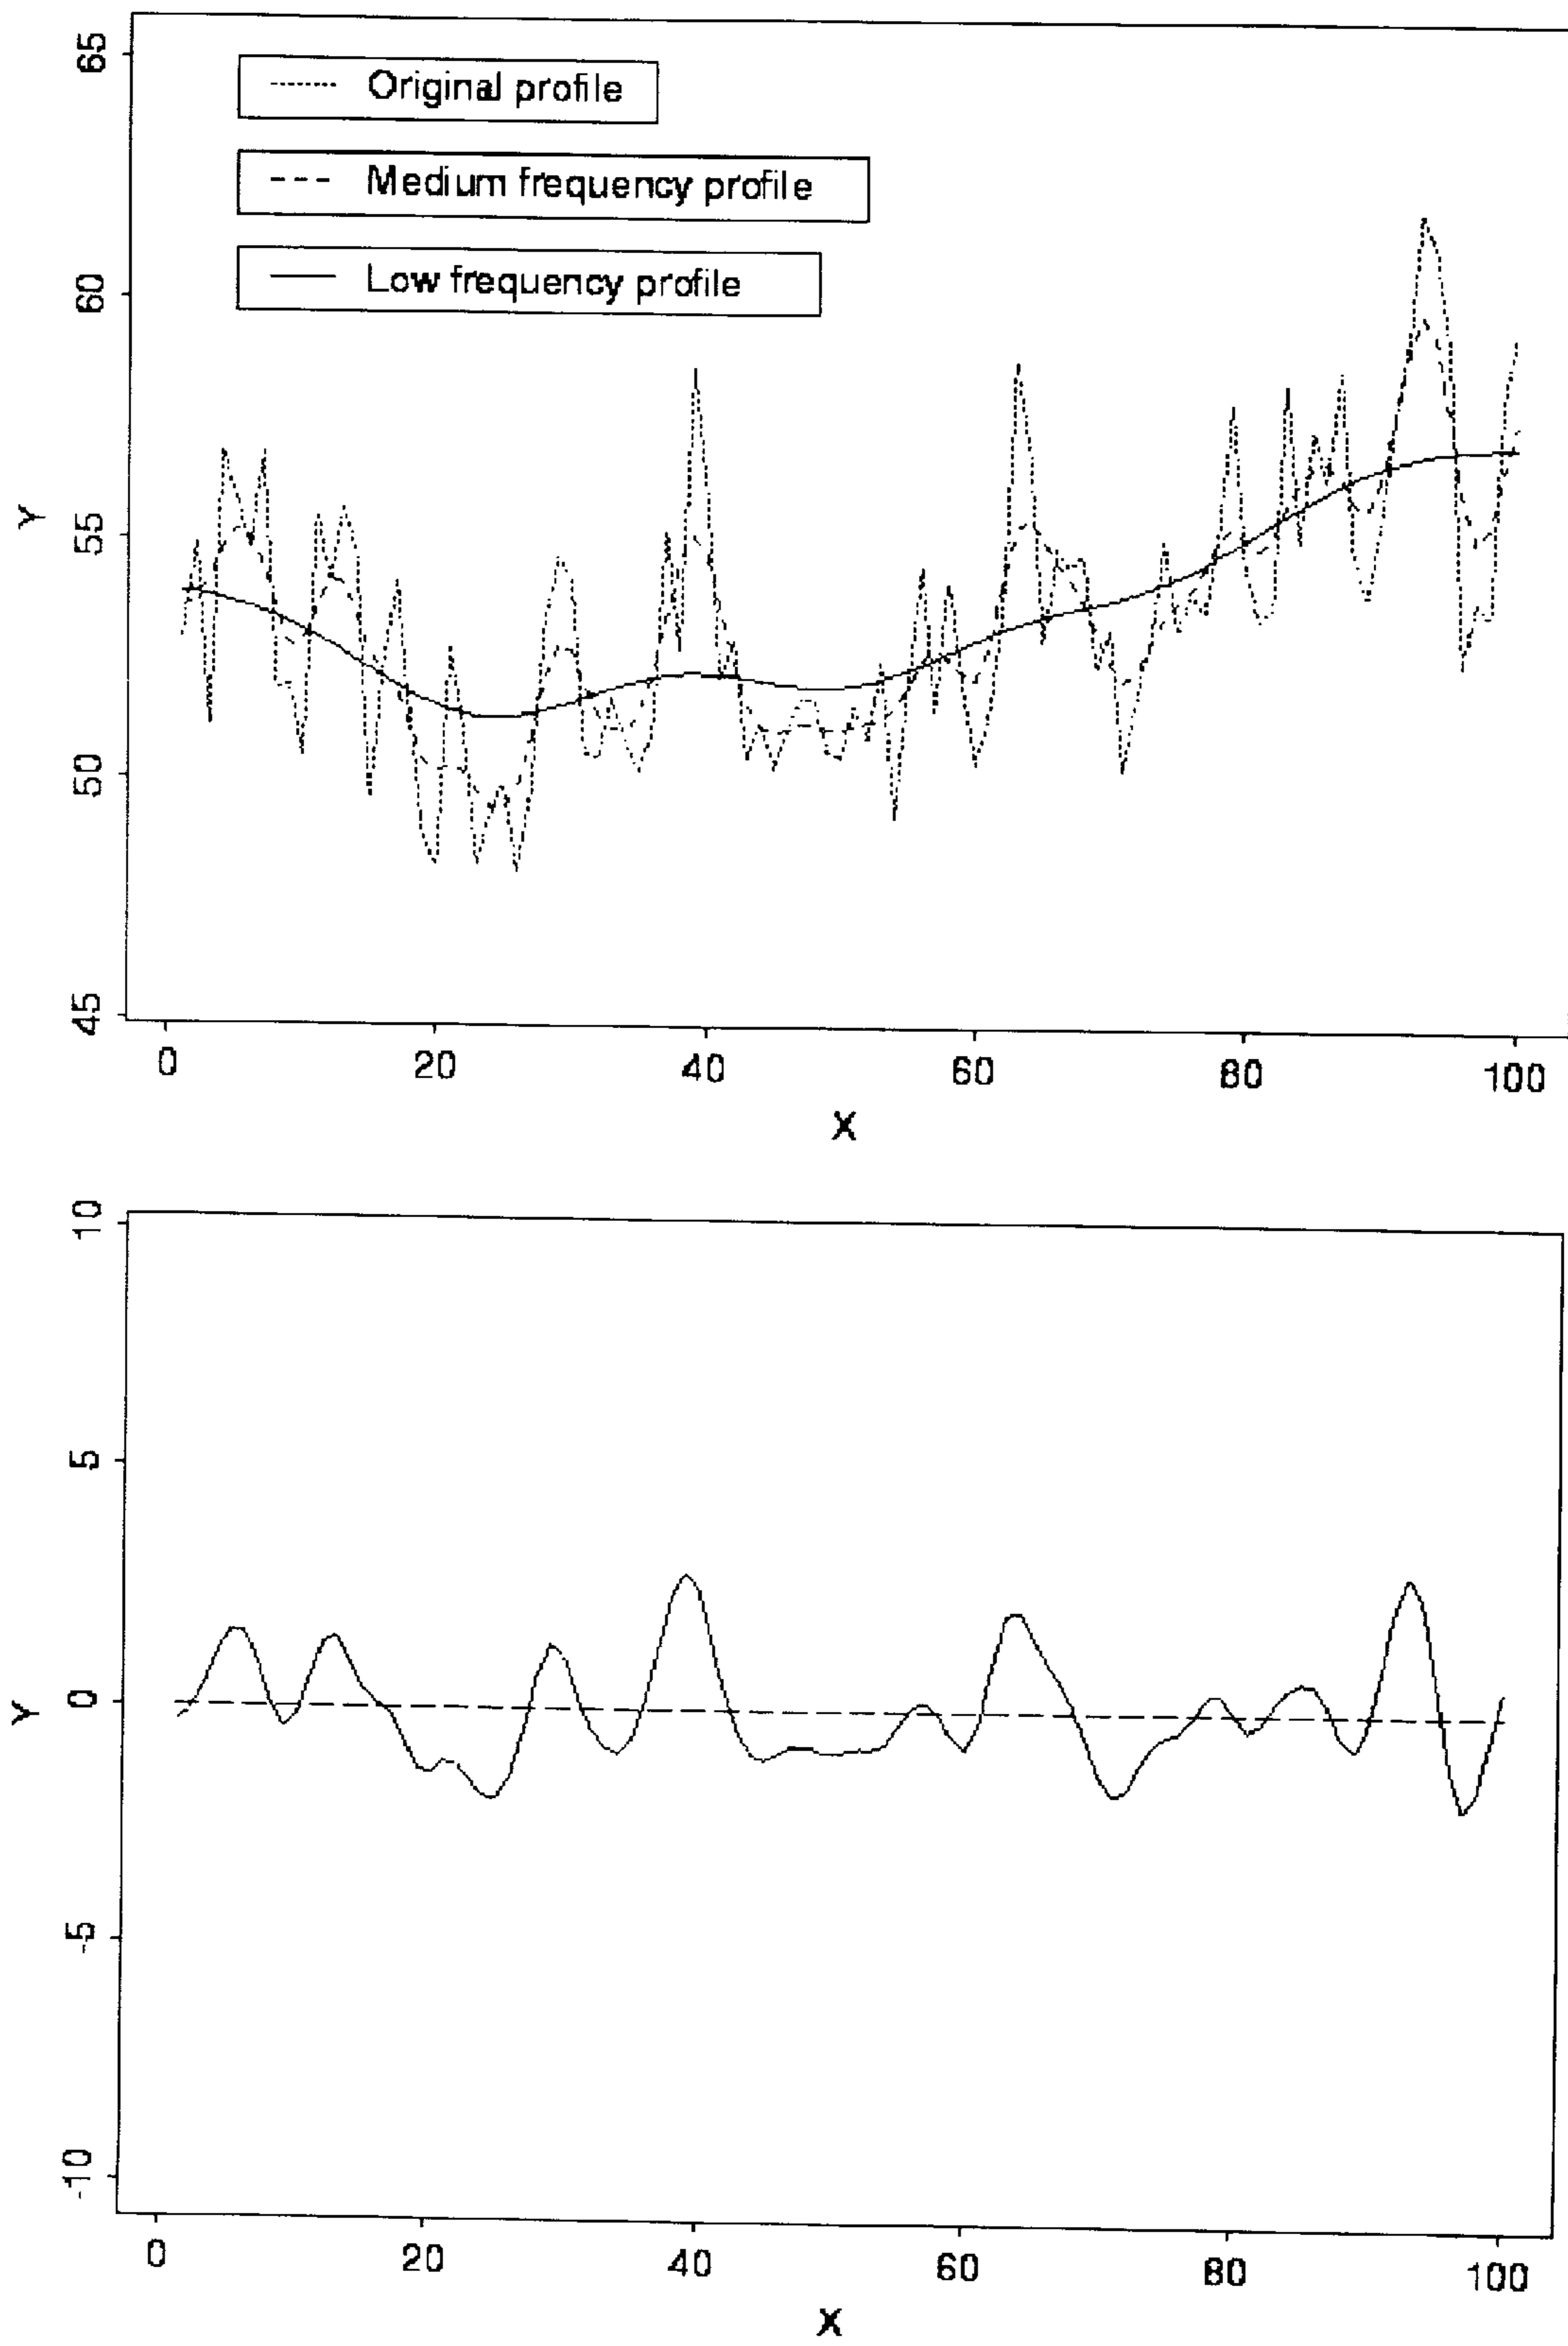 65
Original profile
Medium frequency profile
60
Low frequency profile
Y
55
50
45
0 20 40 60 80 100
X
10
5
Y
0
-5
-10
0 20 40 60 80 100
X